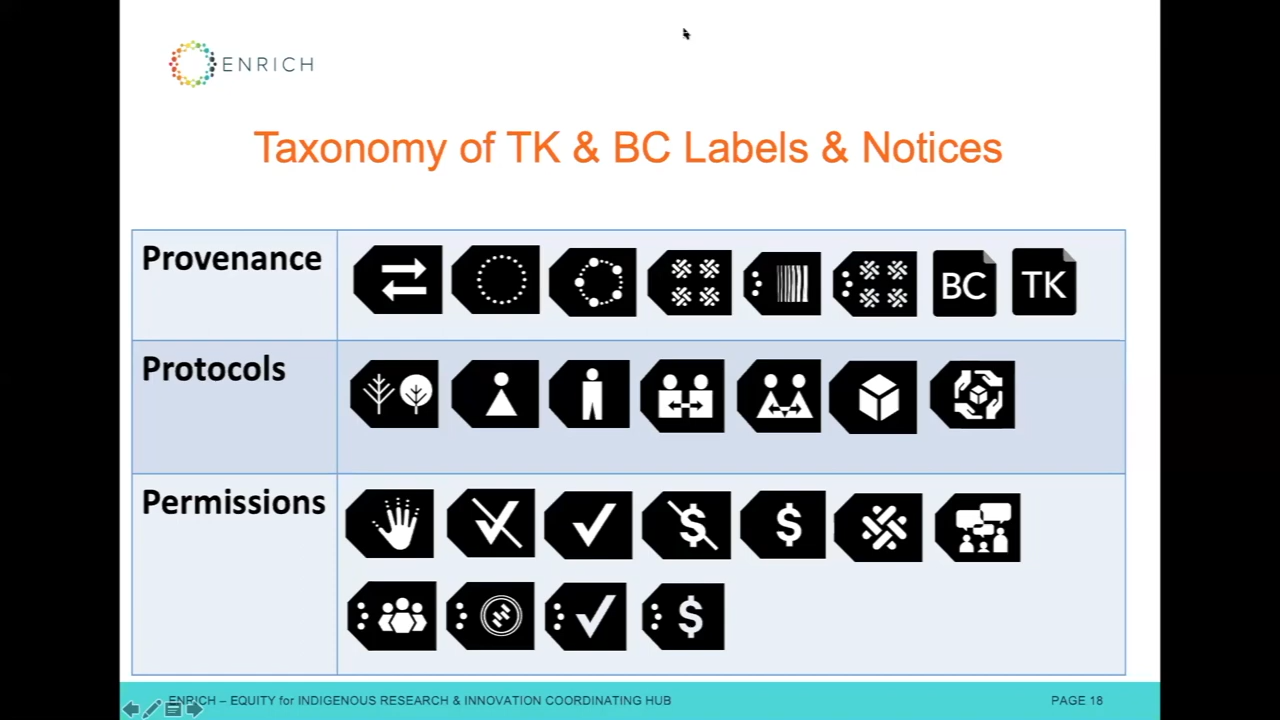 ENRICH
Taxonomy of TK & BC Labels & Notices
Provenance
BC
TK
Protocols
Permissions
$
$
$
ENRICH – EQUITY for INDIGENOUS RESEARCH & INNOVATION COORDINATING HUB
PAGE 18